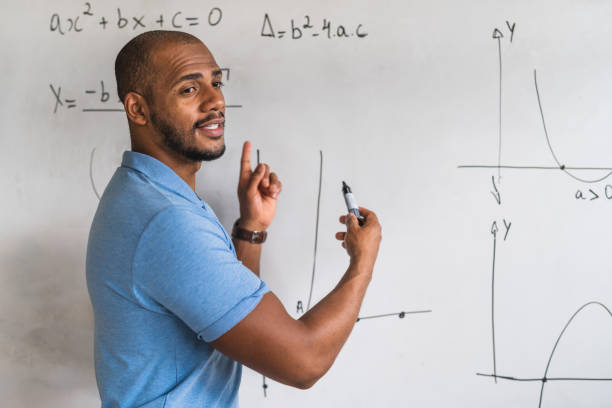 ax² + bx + c = 0
Δ=b²-4.a.c
X= -b
Y
a>0
A
Y